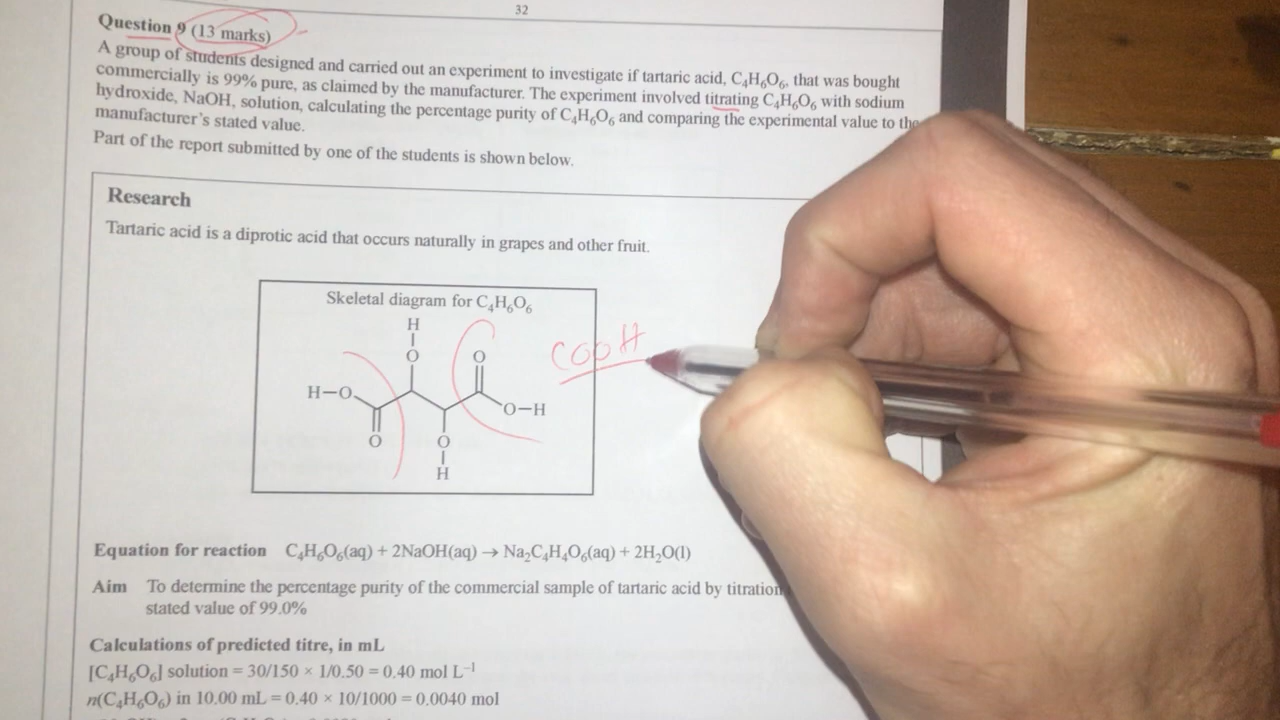 32
Question 9 (13 marks)
A group of students designed and carried out an experiment to investigate if tartaric acid, C₄H₆O₆, that was bought
commercially is 99% pure, as claimed by the manufacturer. The experiment involved titrating C₄H₆O₆ with sodium
hydroxide, NaOH, solution, calculating the percentage purity of C₄H₆O₆ and comparing the experimental value to the
manufacturer's stated value.
Part of the report submitted by one of the students is shown below.
Research
Tartaric acid is a diprotic acid that occurs naturally in grapes and other fruit.
Skeletal diagram for C₄H₆O₆
H
O
O
COOH
H–O
O–H
O
O
H
Equation for reaction C₄H₆O₆(aq) + 2NaOH(aq) → Na₂C₄H₄O₆(aq) + 2H₂O(l)
Aim To determine the percentage purity of the commercial sample of tartaric acid by titration
stated value of 99.0%
Calculations of predicted titre, in mL
[C₄H₆O₆] solution = 30/150 × 1/0.50 = 0.40 mol L⁻¹
n(C₄H₆O₆) in 10.00 mL = 0.40 × 10/1000 = 0.0040 mol